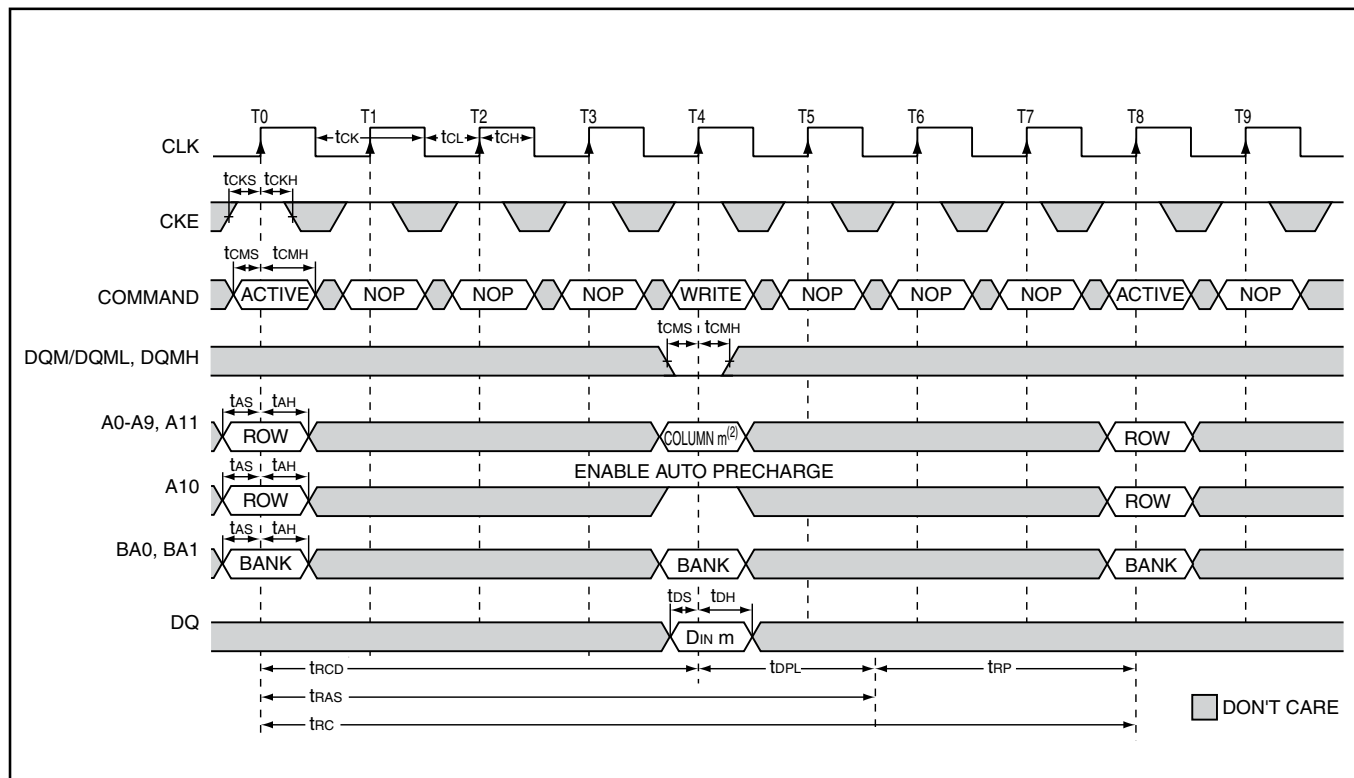 T0 T1 T2 T3 T4 T5 T6 T7 T8 T9
CLK
tCK tCL tCH
tCKS tCKH
CKE
tCMS tCMH
COMMAND
ACTIVE NOP NOP NOP WRITE NOP NOP NOP ACTIVE NOP
tCMS tCMH
DQM/DQML, DQMH
tAS tAH
A0-A9, A11
ROW COLUMN m(2) ROW
tAS tAH
ENABLE AUTO PRECHARGE
A10
ROW ROW
tAS tAH
BA0, BA1
BANK BANK BANK
tDS tDH
DQ
DIN m
tRCD tDPL tRP
tRAS
tRC
DON'T CARE